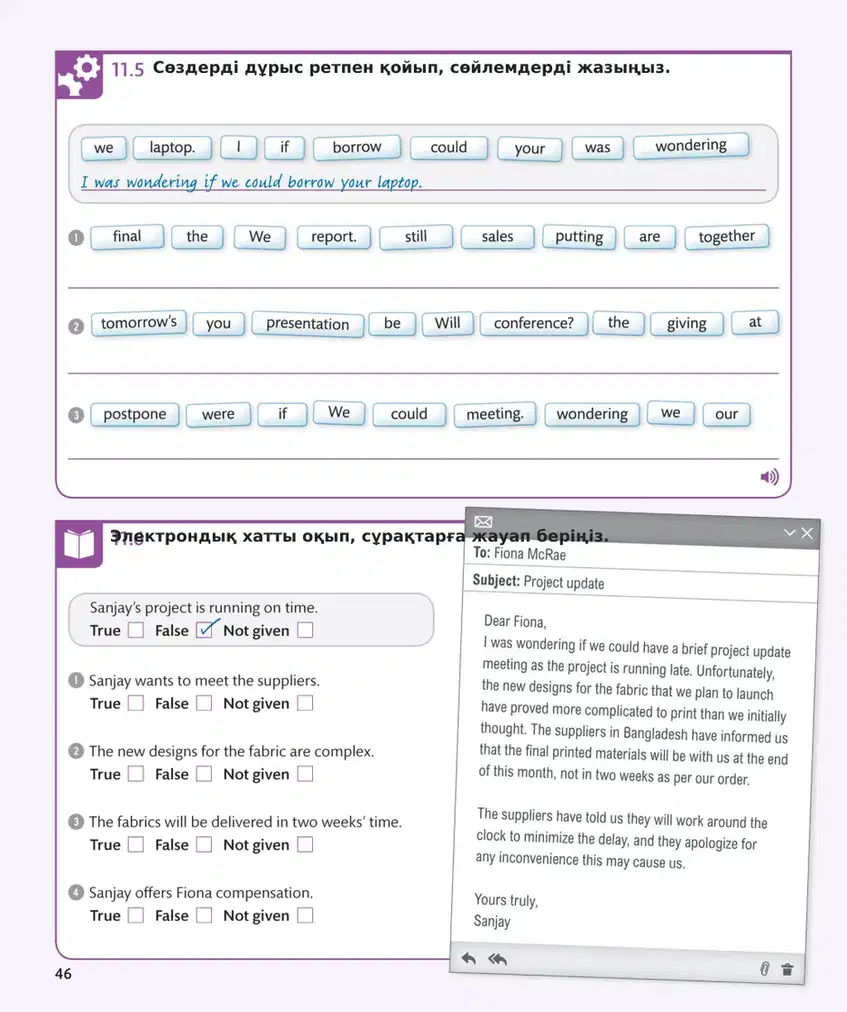 11.5 Сөздерді дұрыс ретпен қойып, сөйлемдерді жазыңыз.
we laptop. I if borrow could your was wondering
I was wondering if we could borrow your laptop.
1 final the We report. still sales putting are together
2 tomorrow's you presentation be Will conference? the giving at
3 postpone were if We could meeting. wondering we our
Электрондық хатты оқып, сұрақтарға жауап беріңіз.
Sanjay's project is running on time.
True False ✓ Not given
1 Sanjay wants to meet the suppliers.
True False Not given
2 The new designs for the fabric are complex.
True False Not given
3 The fabrics will be delivered in two weeks' time.
True False Not given
4 Sanjay offers Fiona compensation.
True False Not given
To: Fiona McRae
Subject: Project update
Dear Fiona,
I was wondering if we could have a brief project update
meeting as the project is running late. Unfortunately,
the new designs for the fabric that we plan to launch
have proved more complicated to print than we initially
thought. The suppliers in Bangladesh have informed us
that the final printed materials will be with us at the end
of this month, not in two weeks as per our order.
The suppliers have told us they will work around the
clock to minimize the delay, and they apologize for
any inconvenience this may cause us.
Yours truly,
Sanjay
46